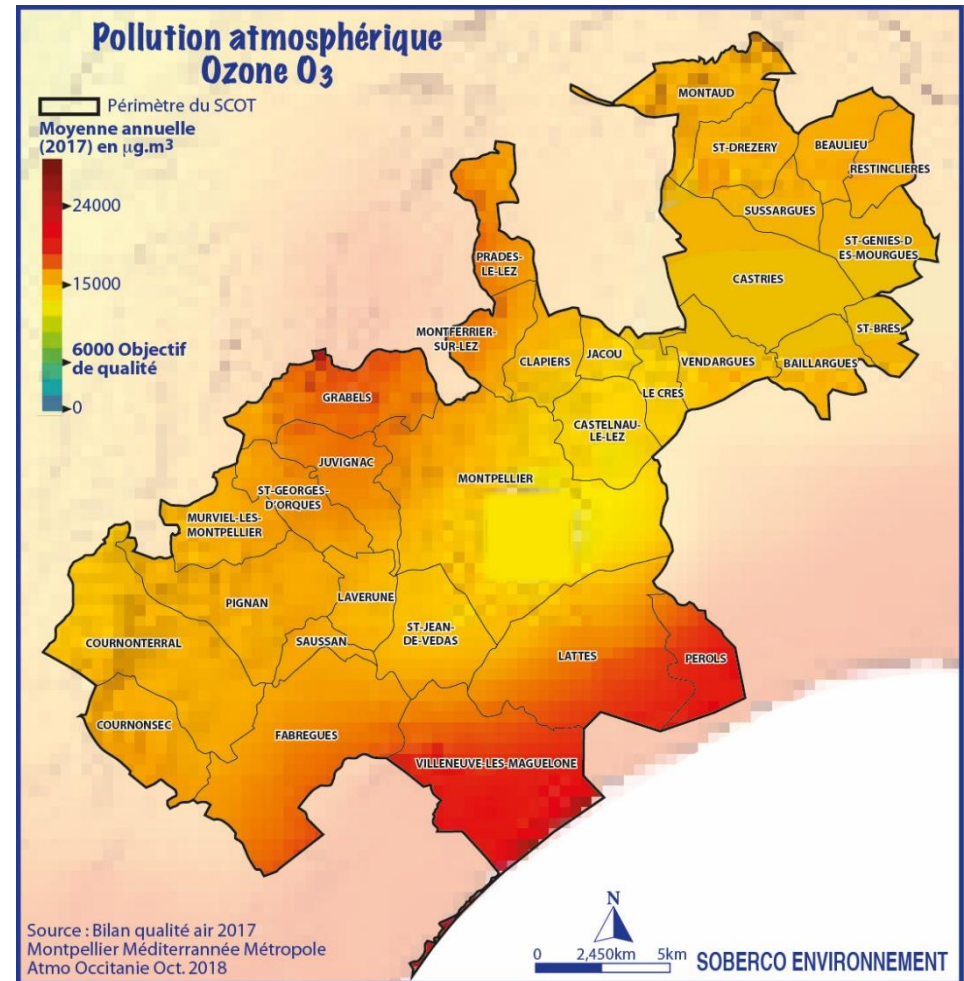 Pollution atmosphérique
Ozone O3
Périmètre du SCOT
Moyenne annuelle
(2017) en µg.m³
24000
15000
6000 Objectif
de qualité
0
MONTAUD
ST-DREZERY
BEAULIEU
RESTINCLIERES
SUSSARGUES
ST-GENIES-D
ES-MOURGUES
CASTRIES
ST-BRES
VENDARGUES
BAILLARGUES
PRADES-
LE-LEZ
MONTFERRIER-
SUR-LEZ
CLAPIERS
JACOU
LE CRES
CASTELNAU-
LE-LEZ
GRABELS
JUVIGNAC
MONTPELLIER
ST-GEORGES-
D'ORQUES
MURVIEL-LES-
MONTPELLIER
LAVERUNE
PIGNAN
ST-JEAN-
DE-VEDAS
COURNONTERRAL
SAUSSAN
LATTES
PEROLS
COURNONSEC
FABREGUES
VILLENEUVE-LES-MAGUELONE
Source : Bilan qualité air 2017
Montpellier Méditerrannée Métropole
Atmo Occitanie Oct. 2018
N
0 2,450km 5km
SOBERCO ENVIRONNEMENT